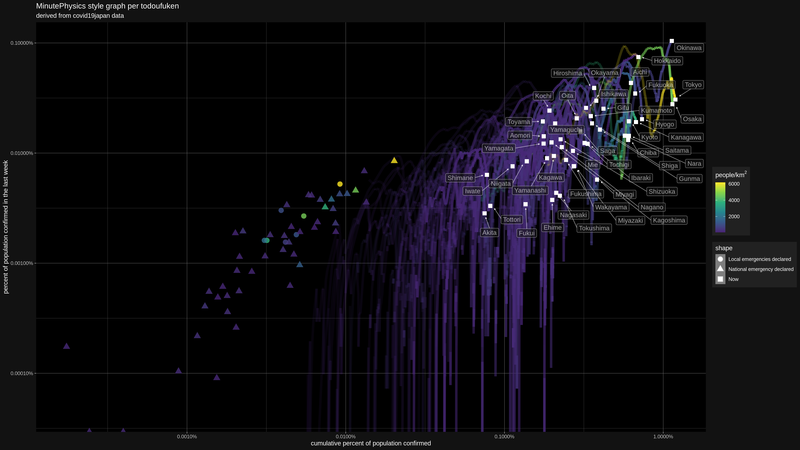 MinutePhysics style graph per todoufuken
derived from covid19japan data
percent of population confirmed in the last week
0.10000%
0.01000%
0.00100%
0.00010%
0.0010%
0.0100%
0.1000%
1.0000%
cumulative percent of population confirmed
Okinawa
Hokkaido
Hiroshima
Okayama
Aichi
Fukuoka
Tokyo
Kochi
Oita
Ishikawa
Gifu
Kumamoto
Osaka
Toyama
Hyogo
Aomori
Yamaguchi
Kyoto
Kanagawa
Yamagata
Saga
Chiba
Saitama
Mie
Tochigi
Shiga
Nara
Shimane
Kagawa
Ibaraki
Gunma
Iwate
Niigata
Yamanashi
Fukushima
Miyagi
Shizuoka
Wakayama
Nagano
Tottori
Nagasaki
Miyazaki
Kagoshima
Akita
Fukui
Ehime
Tokushima
people/km²
6000
4000
2000
shape
Local emergencies declared
National emergency declared
Now